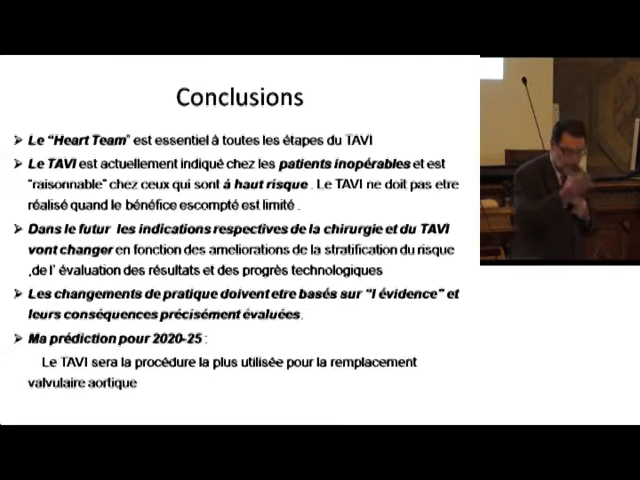 Conclusions
➢ Le "Heart Team" est essentiel à toutes les étapes du TAVI
➢ Le TAVI est actuellement indiqué chez les patients inopérables et est
"raisonnable" chez ceux qui sont à haut risque . Le TAVI ne doit pas etre
réalisé quand le bénéfice escompté est limité .
➢ Dans le futur les indications respectives de la chirurgie et du TAVI
vont changer en fonction des ameliorations de la stratification du risque
,de l' évaluation des résultats et des progrès technologiques
➢ Les changements de pratique doivent etre basés sur "l évidence" et
leurs conséquences précisément évaluées.
➢ Ma prédiction pour 2020-25 :
Le TAVI sera la procédure la plus utilisée pour la remplacement
valvulaire aortique